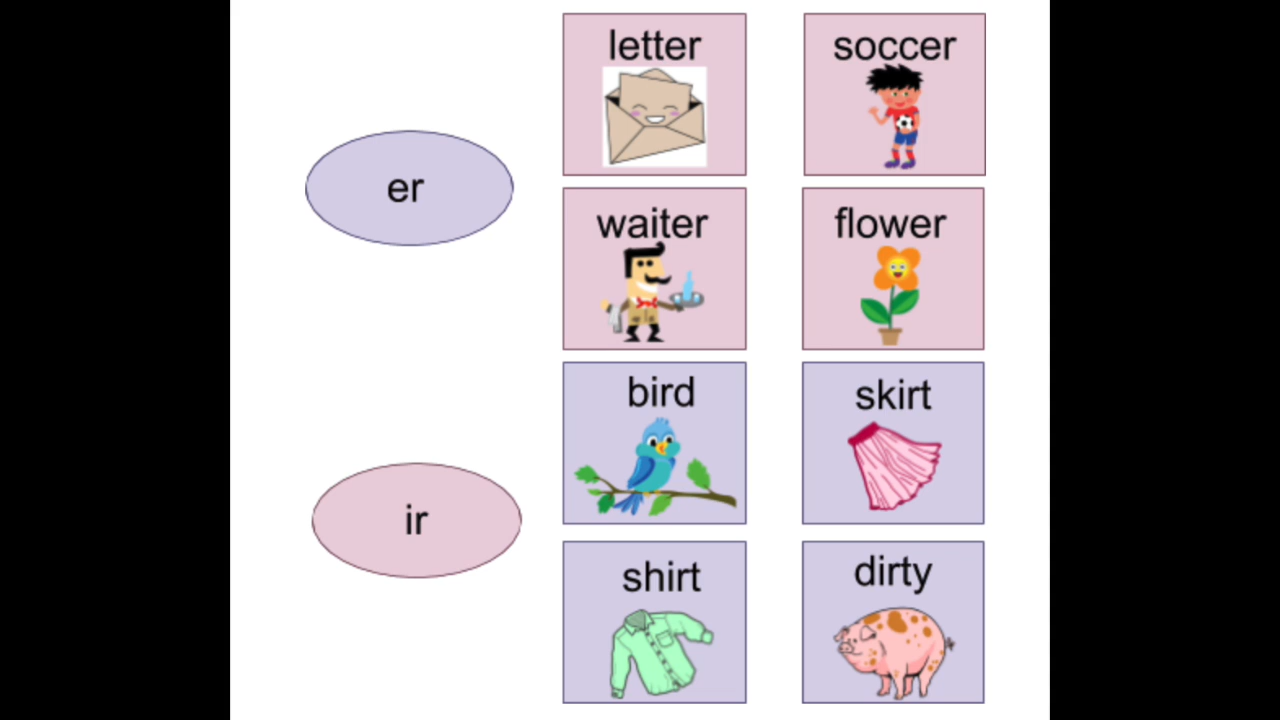 letter
soccer
er
waiter
flower
bird
skirt
ir
shirt
dirty